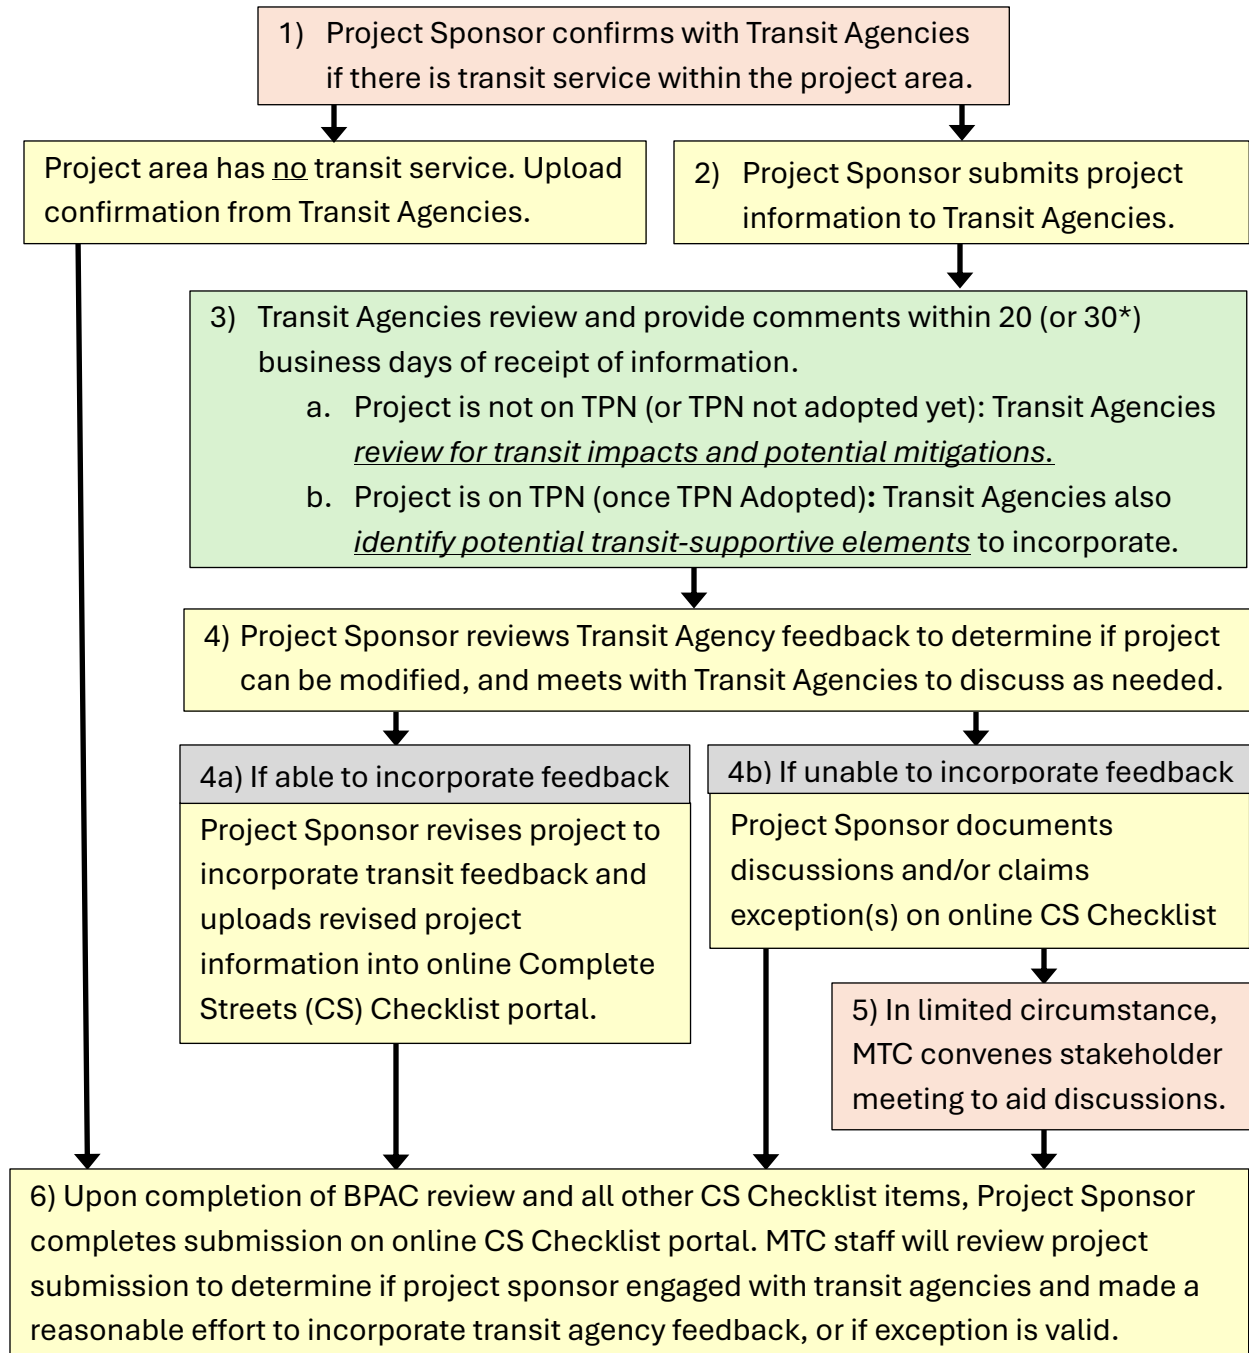 1) Project Sponsor confirms with Transit Agencies
if there is transit service within the project area.
Project area has no transit service. Upload
confirmation from Transit Agencies.
2) Project Sponsor submits project
information to Transit Agencies.
3) Transit Agencies review and provide comments within 20 (or 30*)
business days of receipt of information.
a. Project is not on TPN (or TPN not adopted yet): Transit Agencies
review for transit impacts and potential mitigations.
b. Project is on TPN (once TPN Adopted): Transit Agencies also
identify potential transit-supportive elements to incorporate.
4) Project Sponsor reviews Transit Agency feedback to determine if project
can be modified, and meets with Transit Agencies to discuss as needed.
4a) If able to incorporate feedback
Project Sponsor revises project to
incorporate transit feedback and
uploads revised project
information into online Complete
Streets (CS) Checklist portal.
4b) If unable to incorporate feedback
Project Sponsor documents
discussions and/or claims
exception(s) on online CS Checklist
5) In limited circumstance,
MTC convenes stakeholder
meeting to aid discussions.
6) Upon completion of BPAC review and all other CS Checklist items, Project Sponsor
completes submission on online CS Checklist portal. MTC staff will review project
submission to determine if project sponsor engaged with transit agencies and made a
reasonable effort to incorporate transit agency feedback, or if exception is valid.